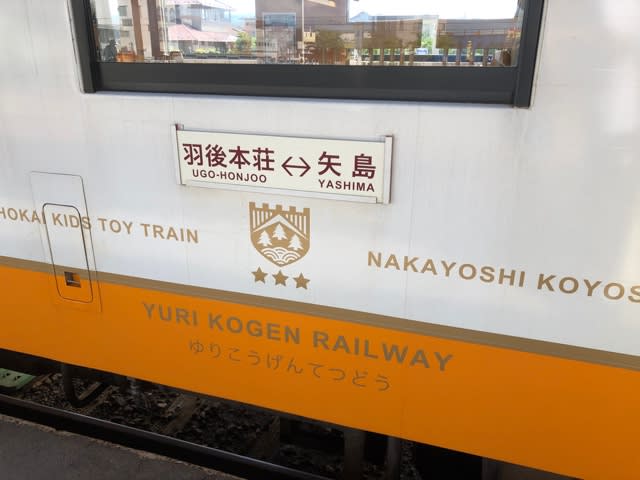 羽後本荘↔矢島
UGO-HONJOO YASHIMA
HOKAI KIDS TOY TRAIN
NAKAYOSHI KOYOS
YURI KOGEN RAILWAY
ゆりこうげんてつどう